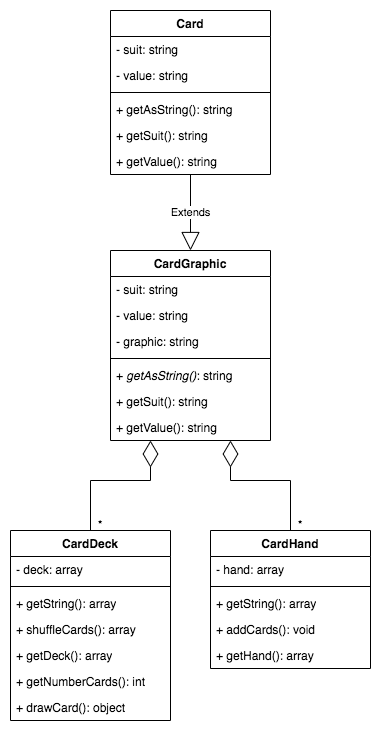 Card
- suit: string
- value: string
+ getAsString(): string
+ getSuit(): string
+ getValue(): string
Extends
CardGraphic
- suit: string
- value: string
- graphic: string
+ getAsString(): string
+ getSuit(): string
+ getValue(): string
*
*
CardDeck
- deck: array
+ getString(): array
+ shuffleCards(): array
+ getDeck(): array
+ getNumberCards(): int
+ drawCard(): object
CardHand
- hand: array
+ getString(): array
+ addCards(): void
+ getHand(): array